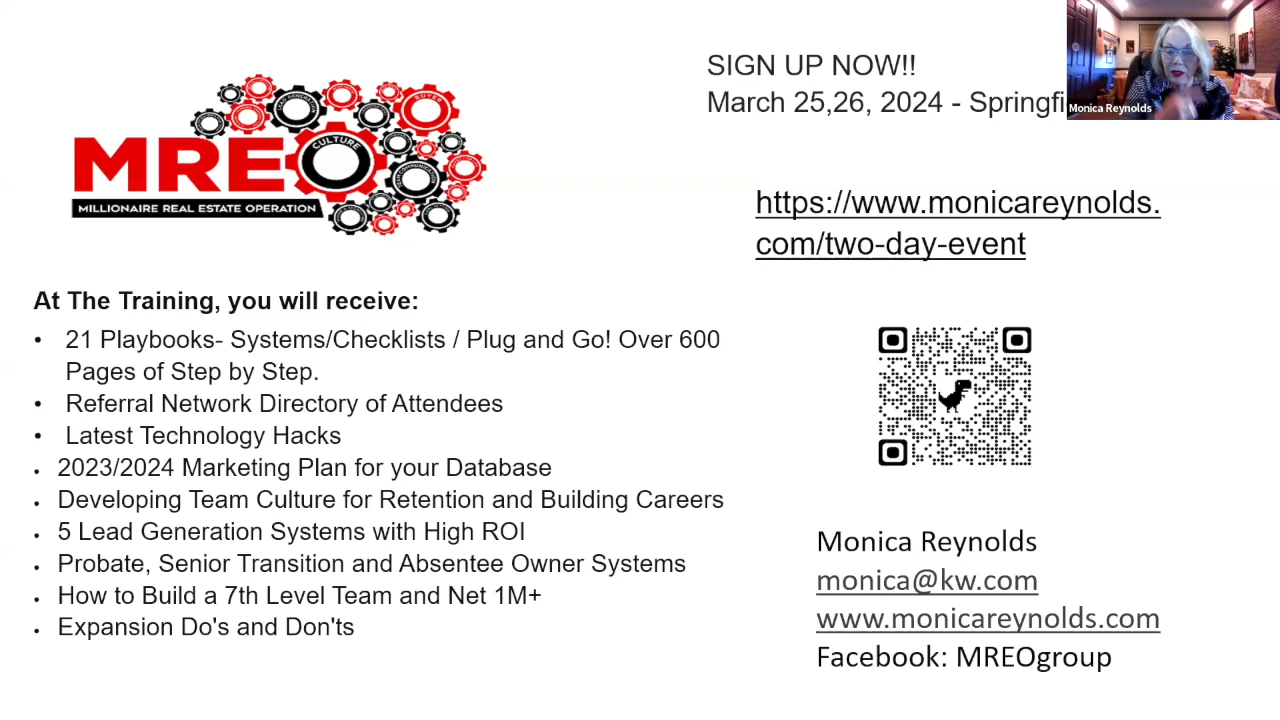 SIGN UP NOW!!
March 25,26, 2024 - Springfi
Monica Reynolds
BUYER
CULTURE
MREO
MILLIONAIRE REAL ESTATE OPERATION
https://www.monicareynolds.
com/two-day-event
At The Training, you will receive:
• 21 Playbooks- Systems/Checklists / Plug and Go! Over 600
Pages of Step by Step.
• Referral Network Directory of Attendees
• Latest Technology Hacks
• 2023/2024 Marketing Plan for your Database
• Developing Team Culture for Retention and Building Careers
• 5 Lead Generation Systems with High ROI
• Probate, Senior Transition and Absentee Owner Systems
• How to Build a 7th Level Team and Net 1M+
• Expansion Do's and Don'ts
Monica Reynolds
monica@kw.com
www.monicareynolds.com
Facebook: MREOgroup